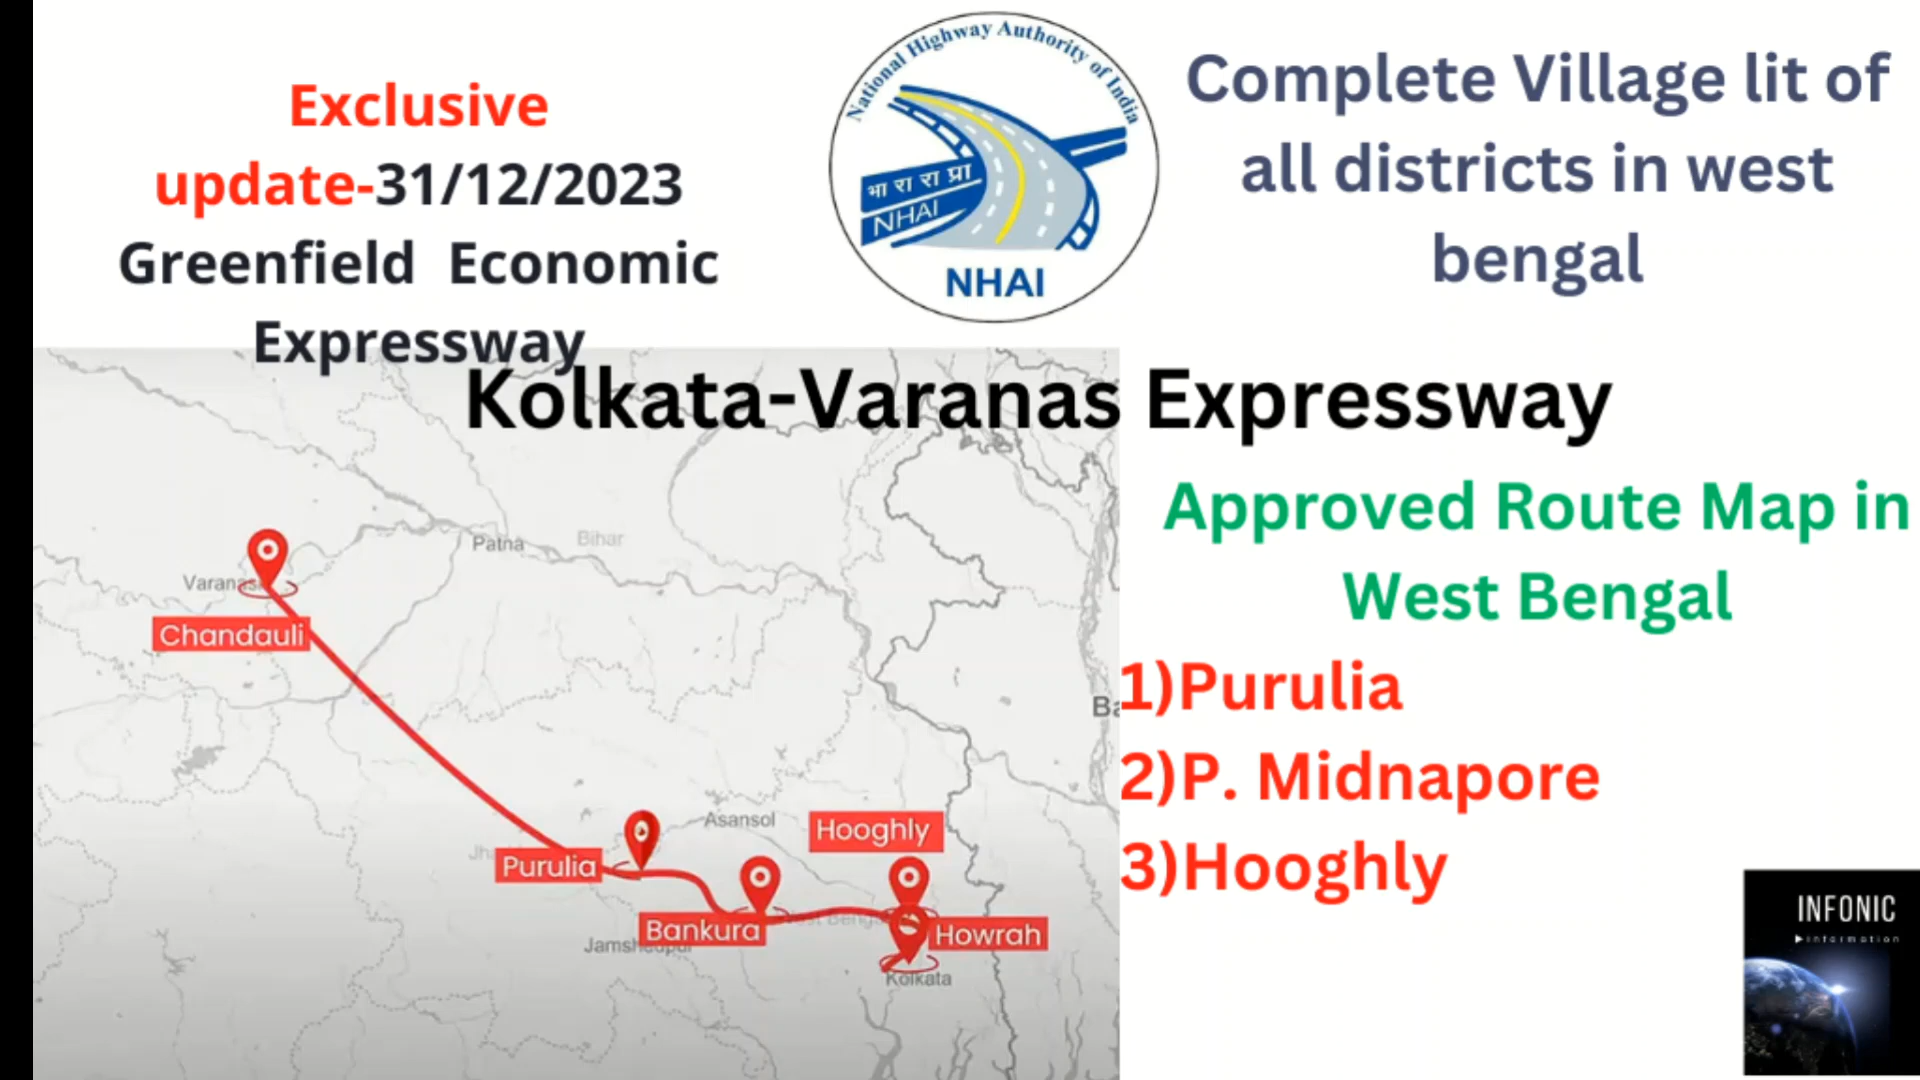 Exclusive
update-31/12/2023
Greenfield Economic
Expressway
National Highway Authority of India
भा रा रा प्रा
NHAI
NHAI
Complete Village lit of
all districts in west
bengal
Kolkata-Varanas Expressway
Approved Route Map in
West Bengal
1)Purulia
2)P. Midnapore
3)Hooghly
Patna
Bihar
Chandauli
Asansol
Hooghly
Purulia
Bankura
Howrah
Kolkata
INFONIC
Information